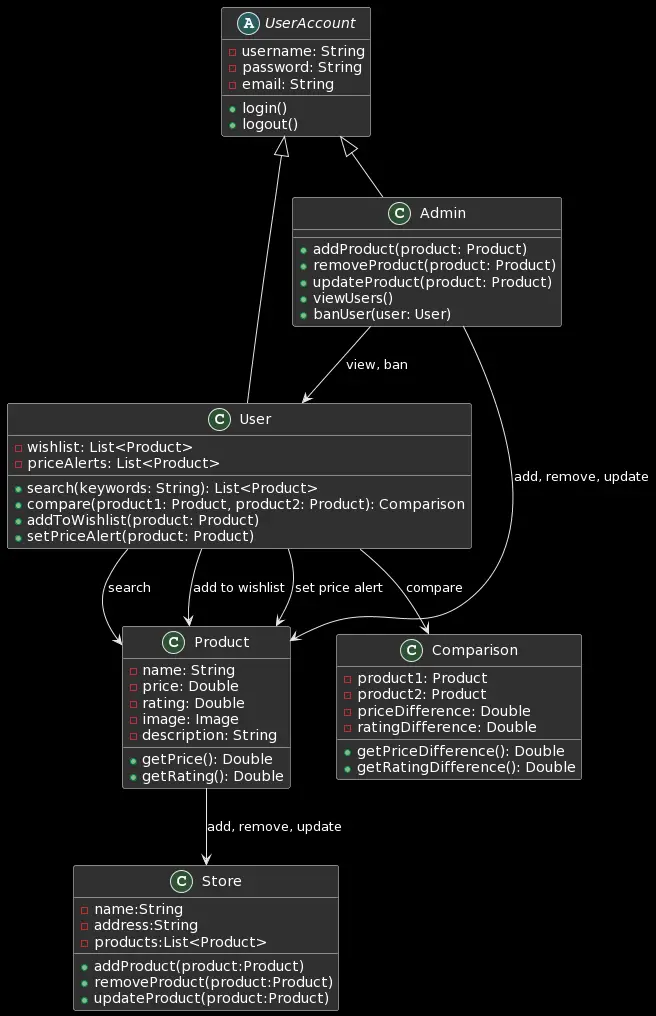 A UserAccount
username: String
password: String
email: String
login()
logout()
C Admin
addProduct(product: Product)
removeProduct(product: Product)
updateProduct(product: Product)
viewUsers()
banUser(user: User)
view, ban
C User
wishlist: List<Product>
priceAlerts: List<Product>
search(keywords: String): List<Product>
compare(product1: Product, product2: Product): Comparison
addToWishlist(product: Product)
setPriceAlert(product: Product)
add, remove, update
search
add to wishlist
set price alert
compare
C Product
name: String
price: Double
rating: Double
image: Image
description: String
getPrice(): Double
getRating(): Double
C Comparison
product1: Product
product2: Product
priceDifference: Double
ratingDifference: Double
getPriceDifference(): Double
getRatingDifference(): Double
add, remove, update
C Store
name:String
address:String
products:List<Product>
addProduct(product:Product)
removeProduct(product:Product)
updateProduct(product:Product)